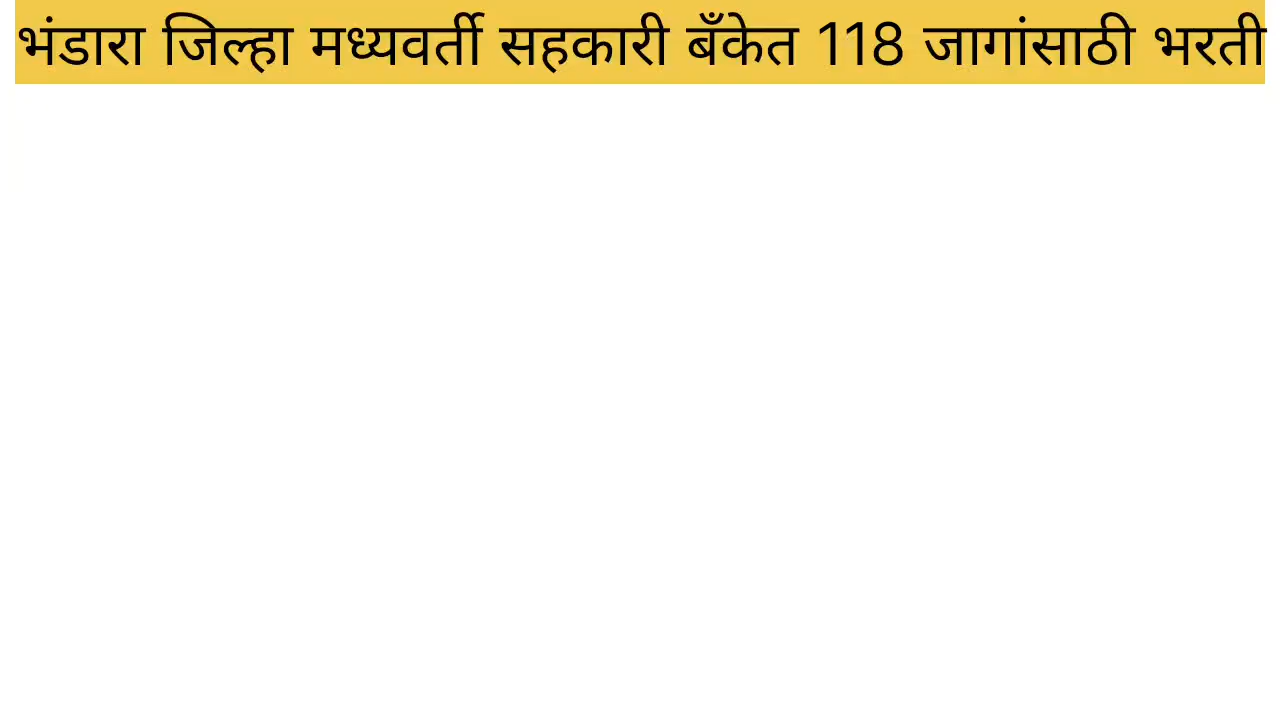 भंडारा जिल्हा मध्यवर्ती सहकारी बँकेत 118 जागांसाठी भरती